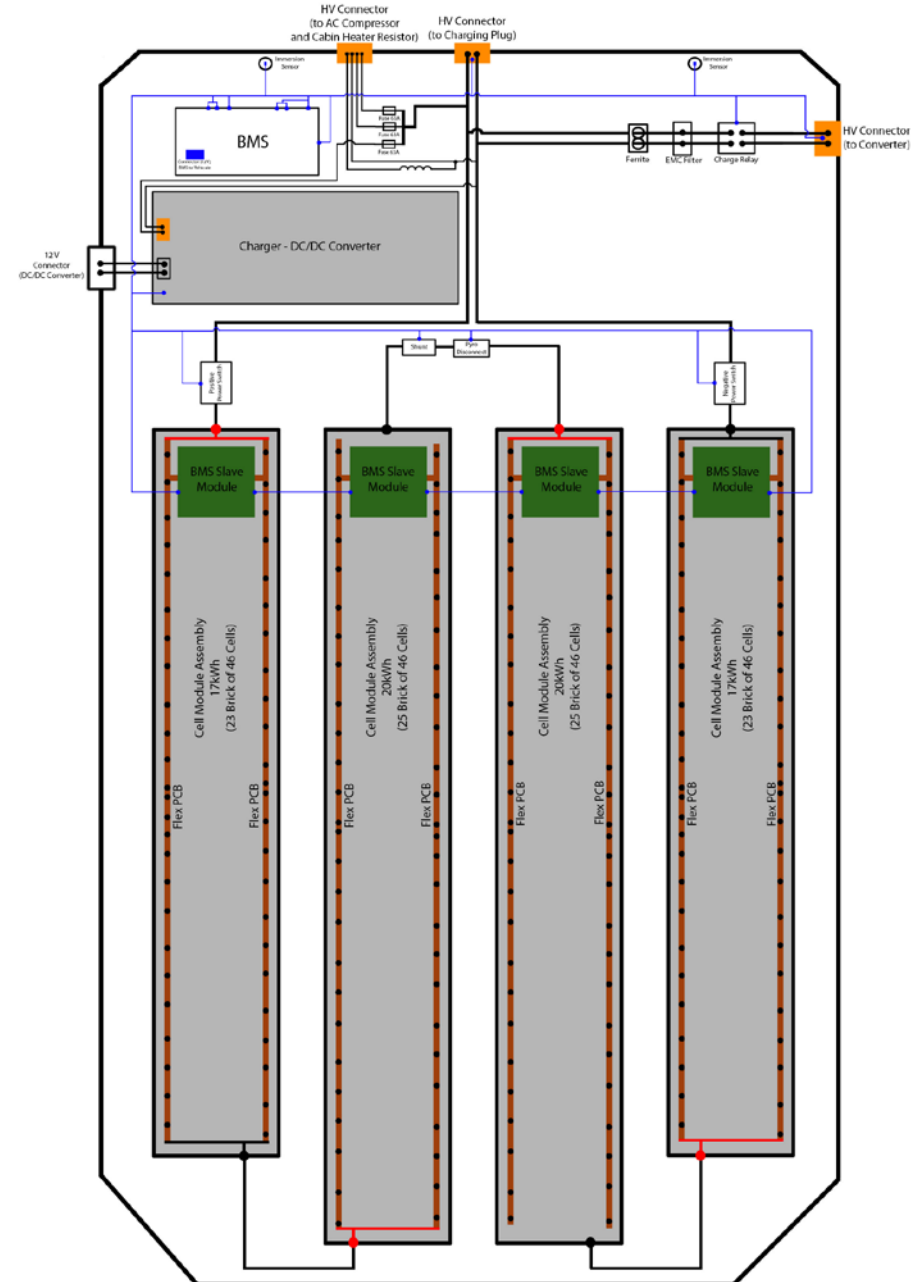 HV Connector
(to AC Compressor
and Cabin Heater Resistor)
HV Connector
(to Charging Plug)
Immersion
Sensor
Immersion
Sensor
BMS
Fuse
Fuse
Fuse
HV Connector
(to Converter)
Ferrite
EMC Filter
Charge Relay
Charger - DC/DC Converter
12V
Connector
(DC/DC Converter)
Shunt
Pyro
Disconnect
Positive
Power Switch
Negative
Power Switch
BMS Slave
Module
BMS Slave
Module
BMS Slave
Module
BMS Slave
Module
Cell Module Assembly
17kWh
(23 Brick of 46 Cells)
Flex PCB
Flex PCB
Cell Module Assembly
20kWh
(25 Brick of 46 Cells)
Flex PCB
Flex PCB
Cell Module Assembly
20kWh
(25 Brick of 46 Cells)
Flex PCB
Flex PCB
Cell Module Assembly
17kWh
(23 Brick of 46 Cells)
Flex PCB
Flex PCB